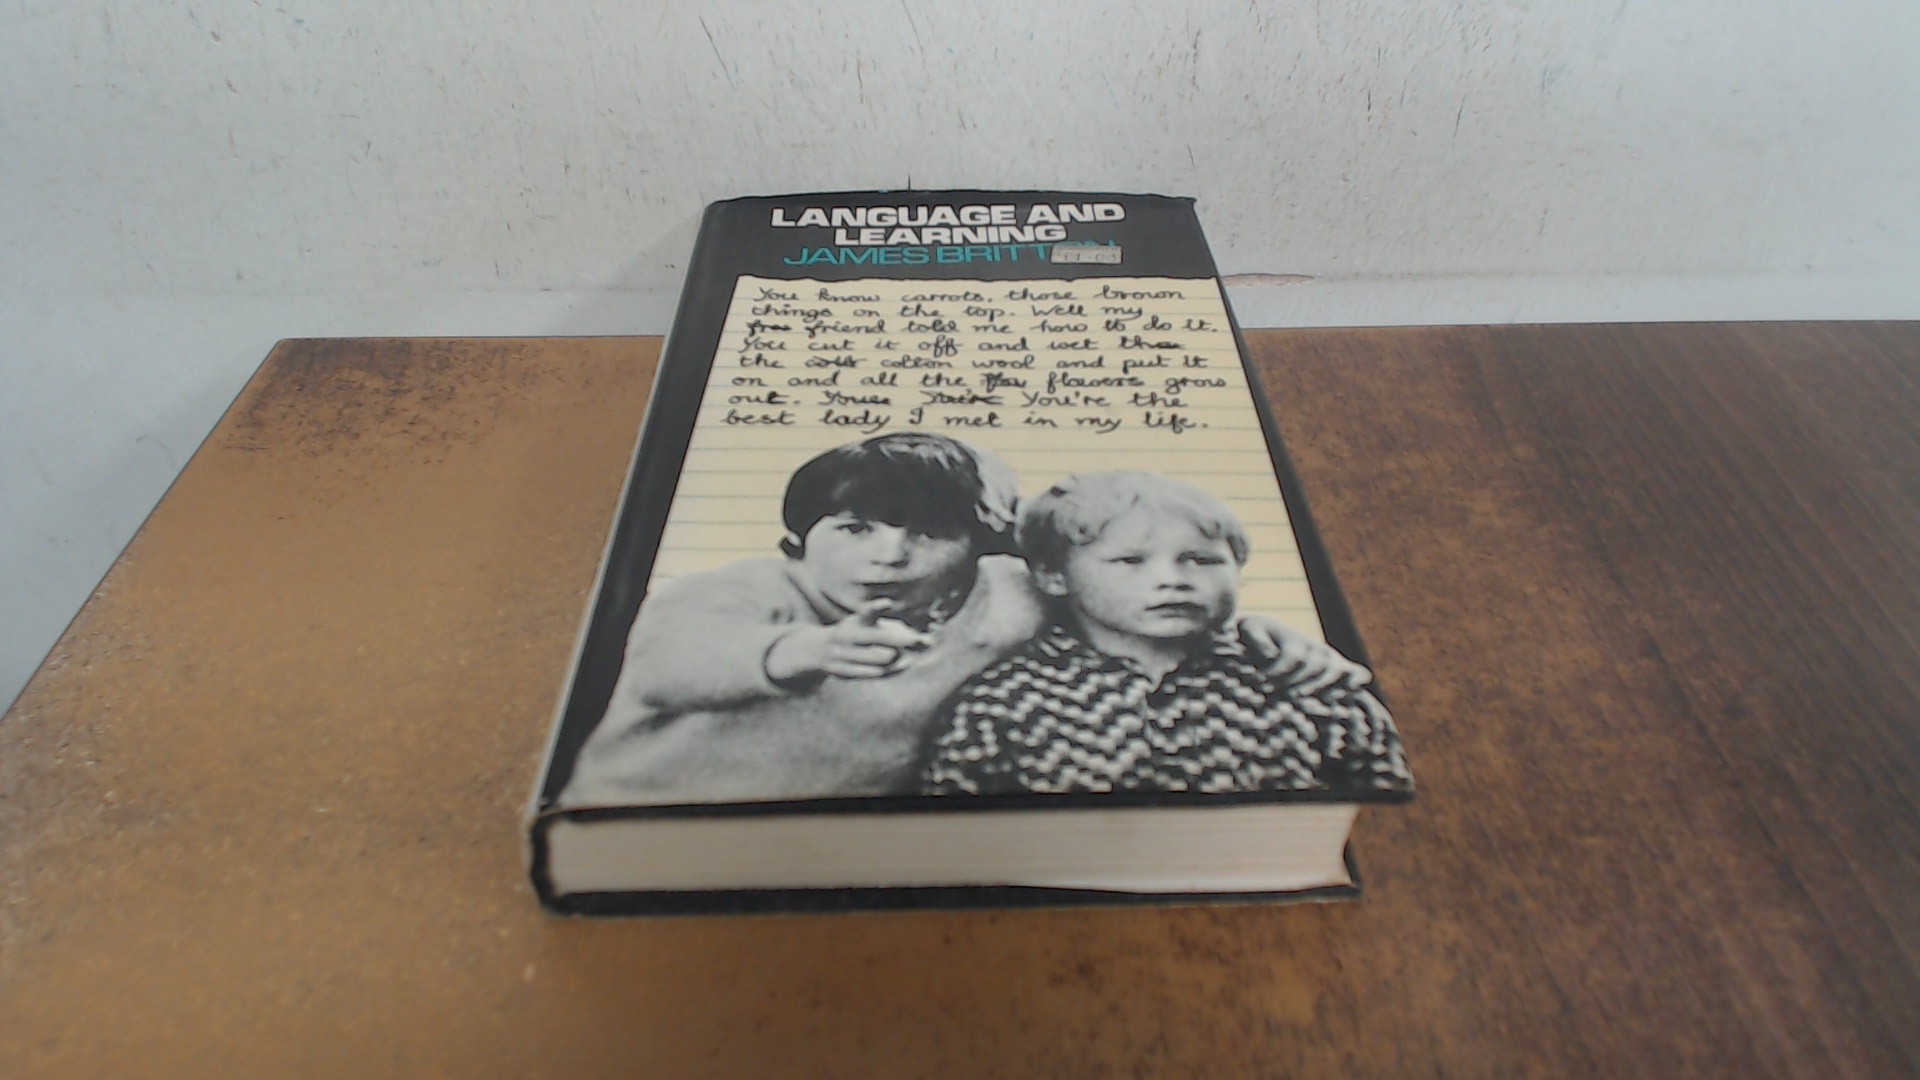 LANGUAGE AND
LEARNING
JAMES BRITTON
You know carrots, those brown
things on the top. Well my
free friend told me how to do it.
You cut it off and wet
the cotton wool and put it
on and all the flowers grow
out. You're the
best lady I met in my life.